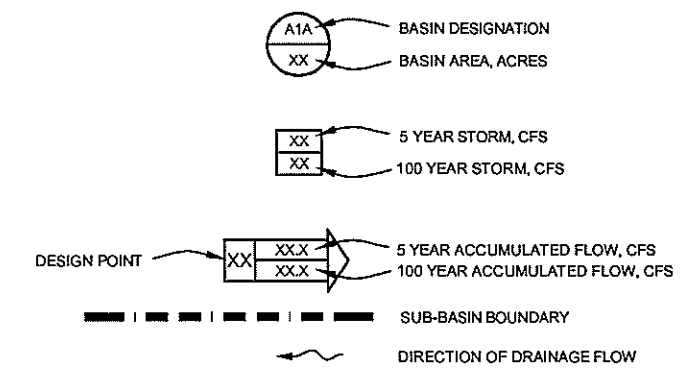 A1A BASIN DESIGNATION
XX BASIN AREA, ACRES
XX 5 YEAR STORM, CFS
XX 100 YEAR STORM, CFS
DESIGN POINT XX XX.X 5 YEAR ACCUMULATED FLOW, CFS
XX.X 100 YEAR ACCUMULATED FLOW, CFS
SUB-BASIN BOUNDARY
DIRECTION OF DRAINAGE FLOW